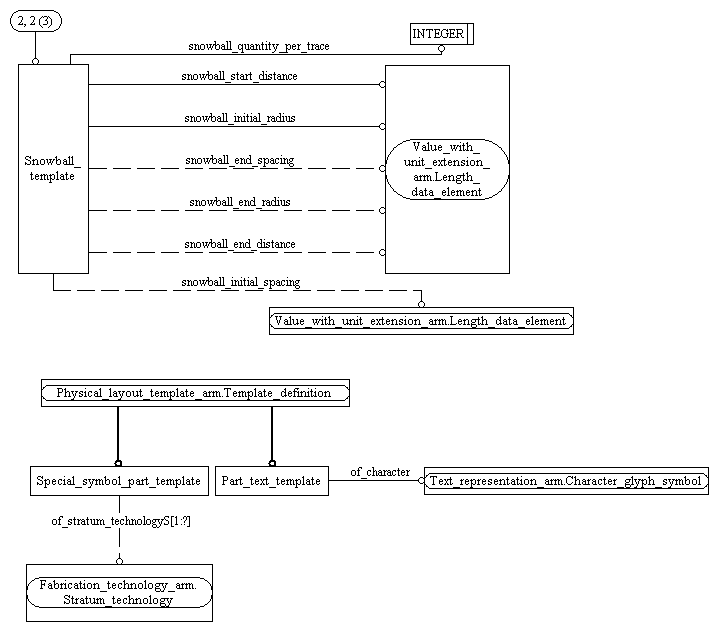 2, 2 (3)
snowball_quantity_per_trace
INTEGER
snowball_start_distance
snowball_initial_radius
Snowball_
template
snowball_end_spacing
Value_with_
unit_extension_
arm.Length_
data_element
snowball_end_radius
snowball_end_distance
snowball_initial_spacing
Value_with_unit_extension_arm.Length_data_element
Physical_layout_template_arm.Template_definition
Special_symbol_part_template
Part_text_template
of_character
Text_representation_arm.Character_glyph_symbol
of_stratum_technologyS[1:?]
Fabrication_technology_arm.
Stratum_technology